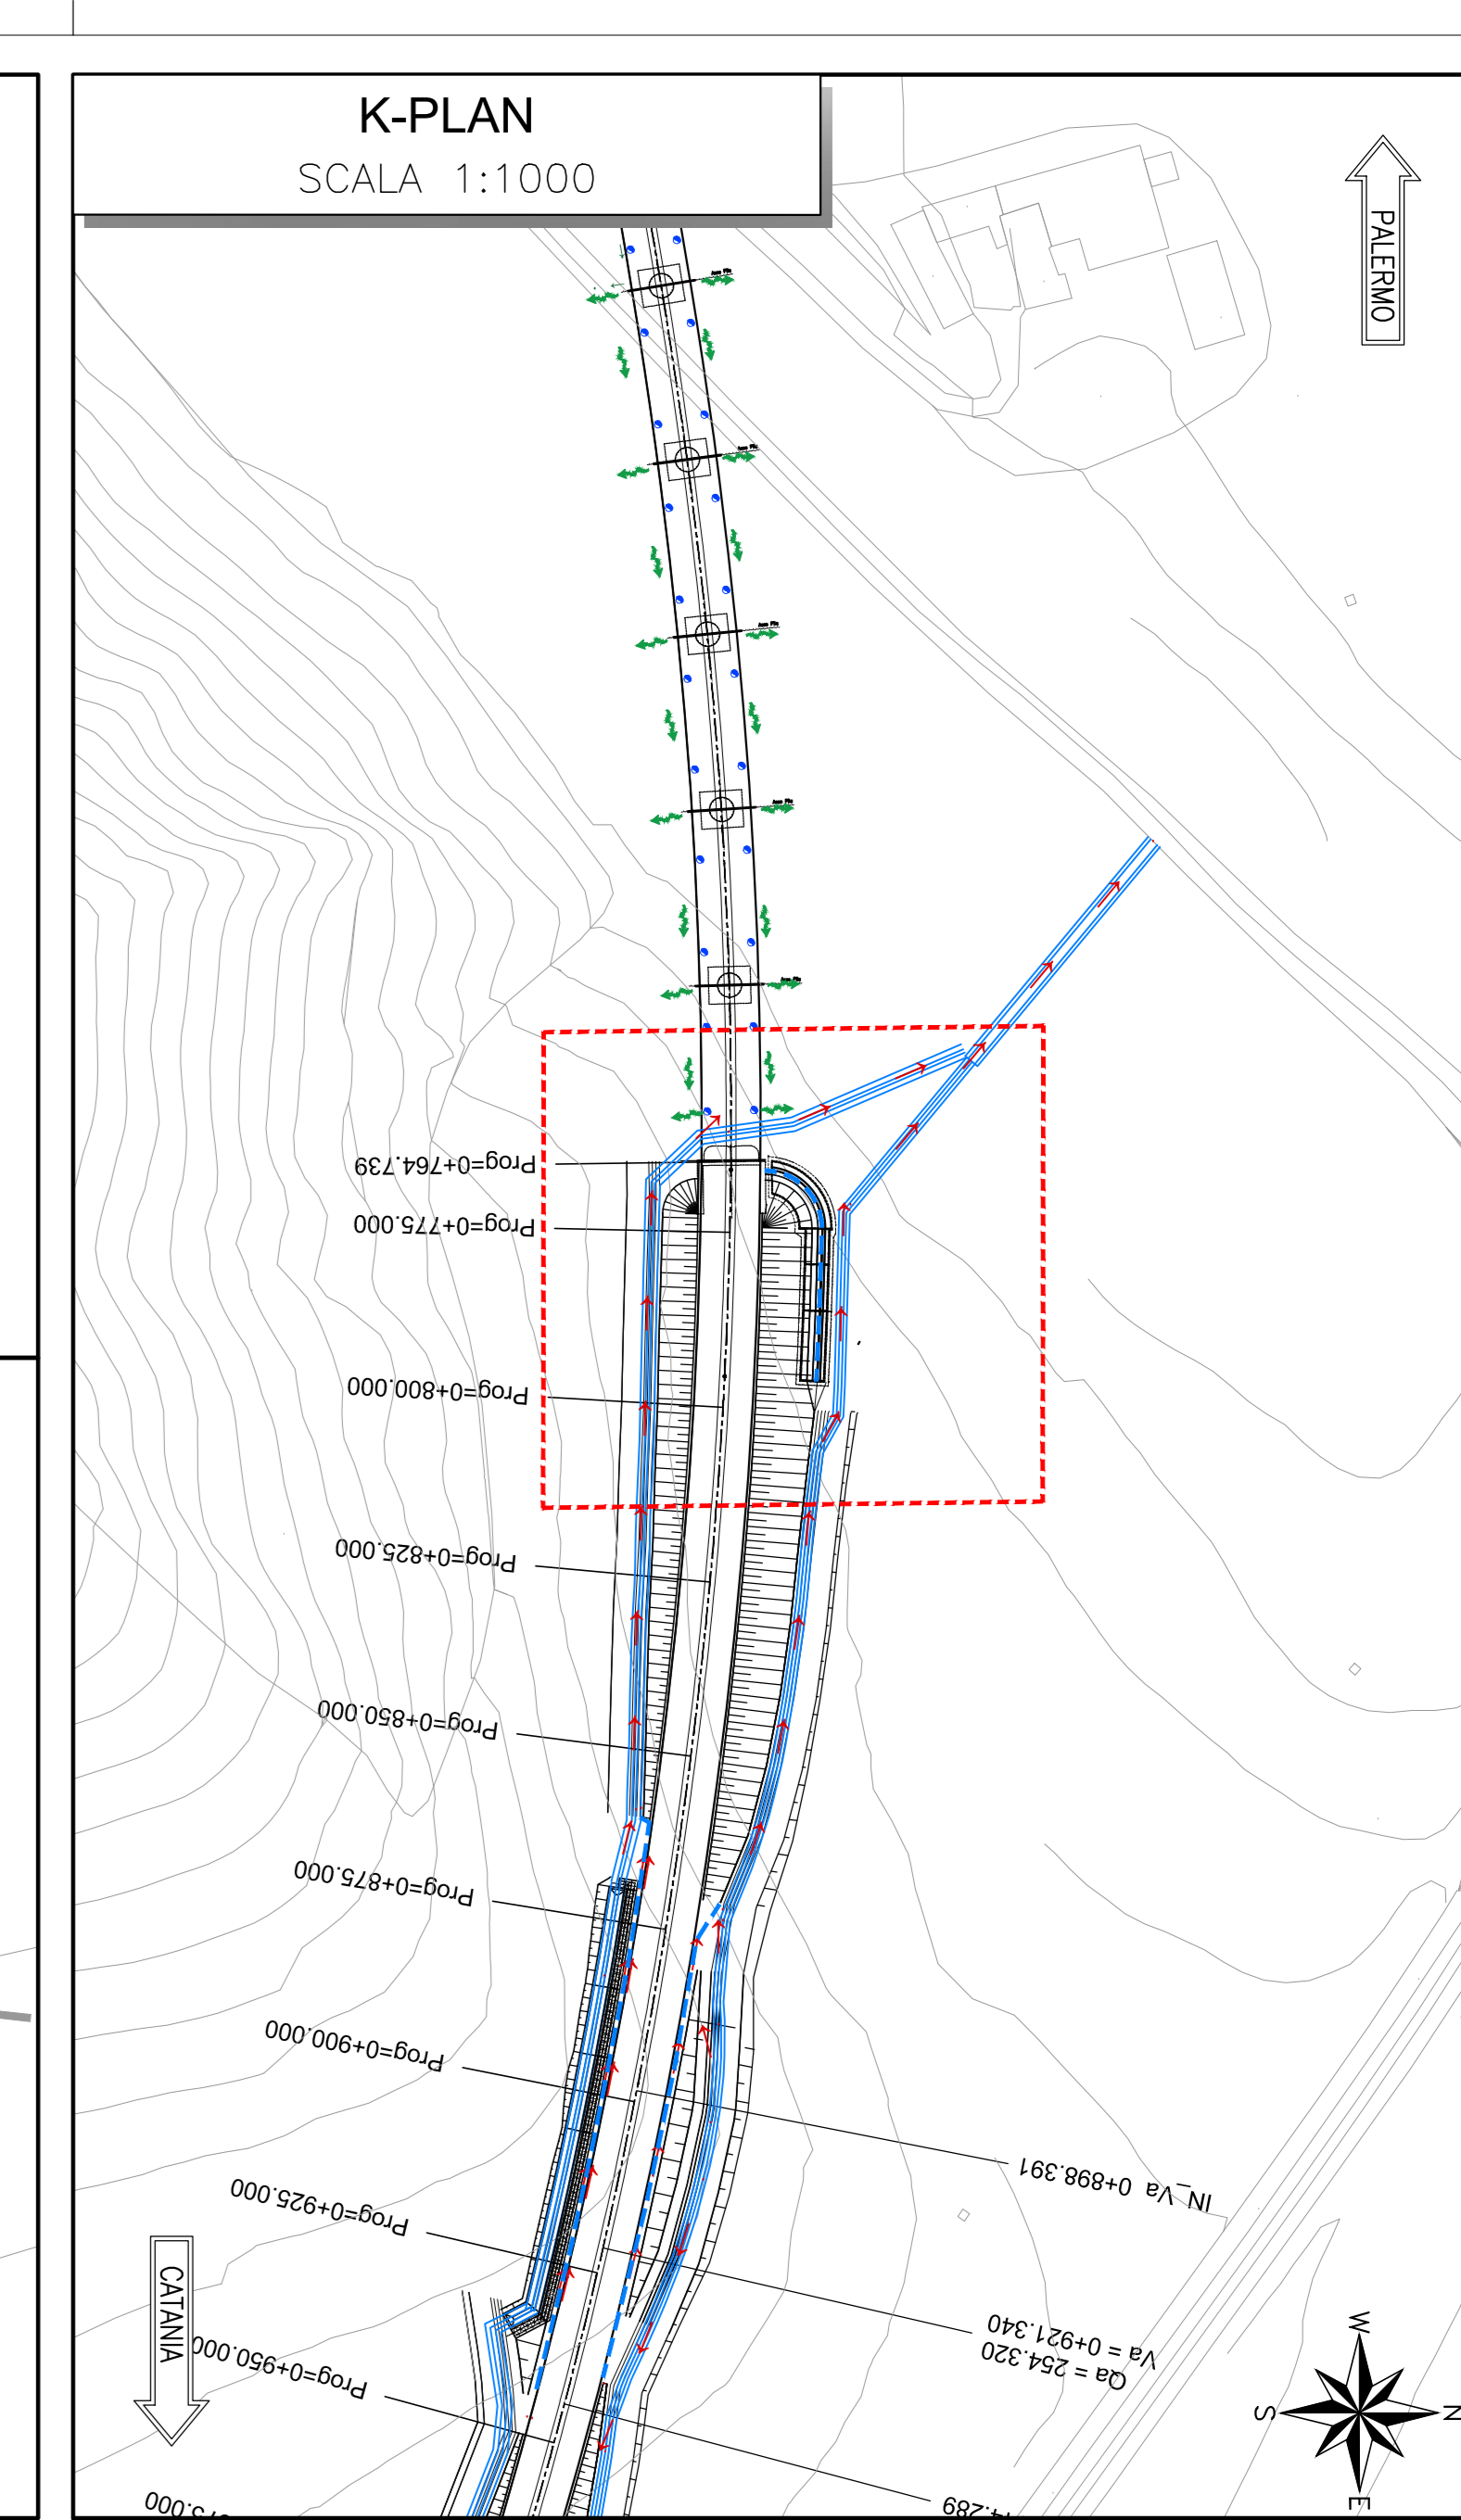 K-PLAN
SCALA 1:1000
PALERMO
Prog=0+764.739
Prog=0+775.000
Prog=0+800.000
Prog=0+825.000
Prog=0+850.000
Prog=0+875.000
Prog=0+900.000
IN_Va 0+898.391
Prog=0+925.000
Va = 0+921.340
Qa = 254.320
Prog=0+950.000
CATANIA
W
N
S
E